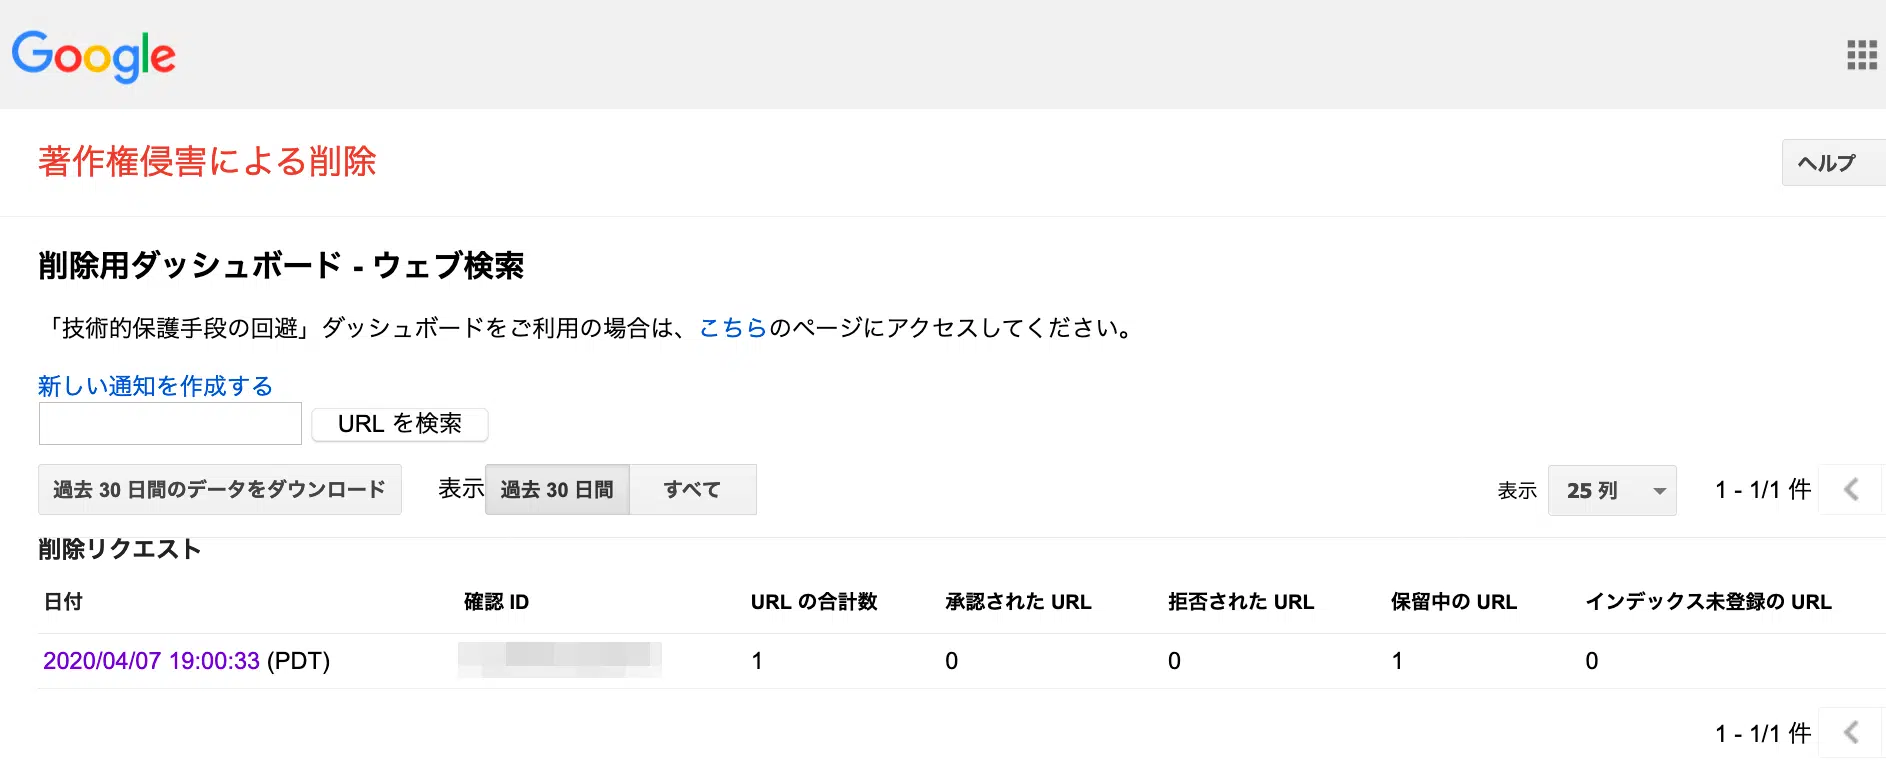 Google
著作権侵害による削除
ヘルプ
削除用ダッシュボード - ウェブ検索
「技術的保護手段の回避」ダッシュボードをご利用の場合は、こちらのページにアクセスしてください。
新しい通知を作成する
URL を検索
過去 30 日間のデータをダウンロード 表示 過去 30 日間 すべて 表示 25 列 1 - 1/1 件
削除リクエスト
日付 確認 ID URL の合計数 承認された URL 拒否された URL 保留中の URL インデックス未登録の URL
2020/04/07 19:00:33 (PDT) 1 0 0 1 0
1 - 1/1 件